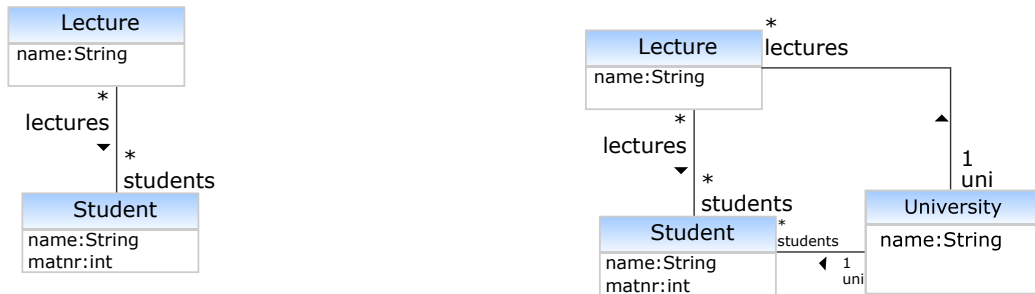 Lecture
name:String
*
lectures
*
students
Student
name:String
matnr:int
Lecture
name:String
*
lectures
*
lectures
*
students
1
uni
Student
name:String
matnr:int
*
students
1
uni
University
name:String